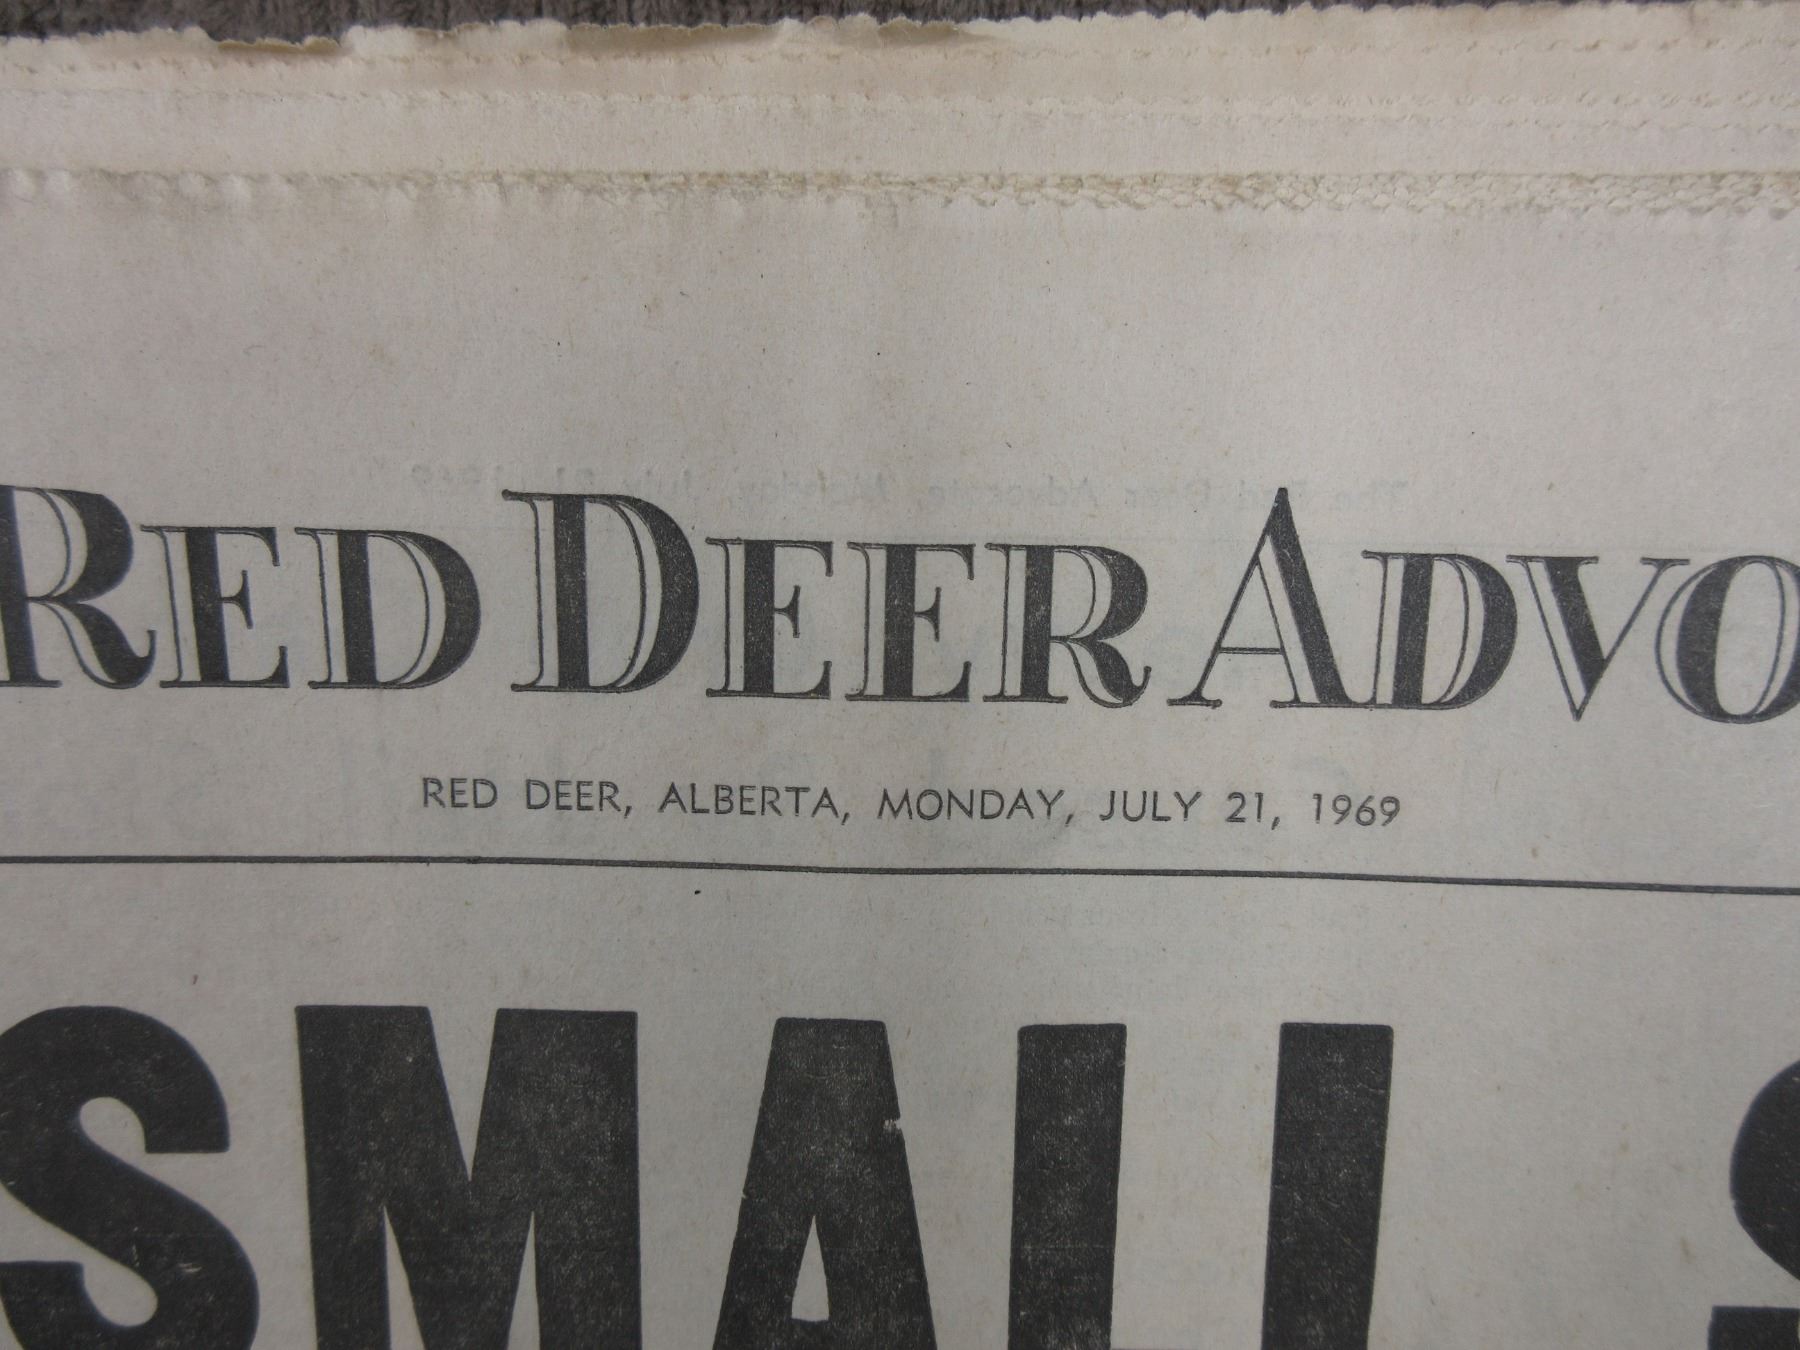 RED DEER ADVO
RED DEER, ALBERTA, MONDAY, JULY 21, 1969
SMALL S